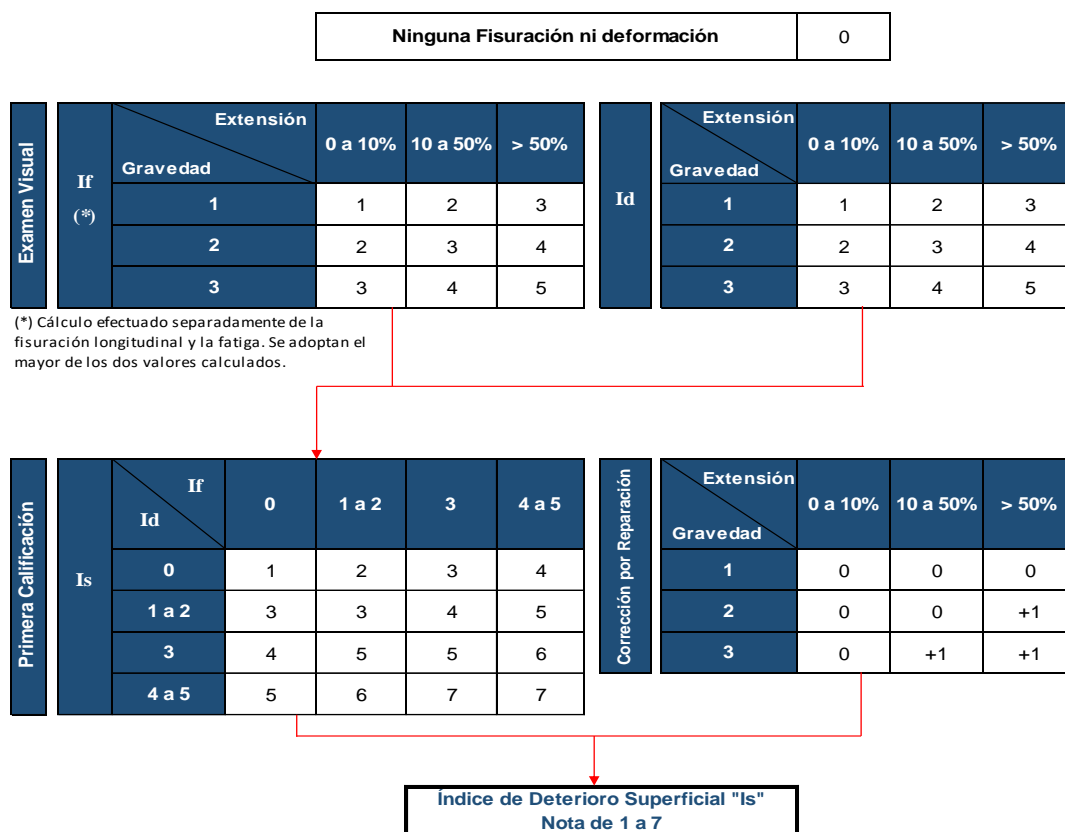 Ninguna Fisuración ni deformación 0
Examen Visual
If
(*)
Extensión
Gravedad
0 a 10% 10 a 50% > 50%
1 1 2 3
2 2 3 4
3 3 4 5
Id
Extensión
Gravedad
0 a 10% 10 a 50% > 50%
1 1 2 3
2 2 3 4
3 3 4 5
(*) Cálculo efectuado separadamente de la
fisuración longitudinal y la fatiga. Se adoptan el
mayor de los dos valores calculados.
Primera Calificación
Is
If
Id
0 1 a 2 3 4 a 5
0 1 2 3 4
1 a 2 3 3 4 5
3 4 5 5 6
4 a 5 5 6 7 7
Corrección por Reparación
Extensión
Gravedad
0 a 10% 10 a 50% > 50%
1 0 0 0
2 0 0 +1
3 0 +1 +1
Índice de Deterioro Superficial "Is"
Nota de 1 a 7